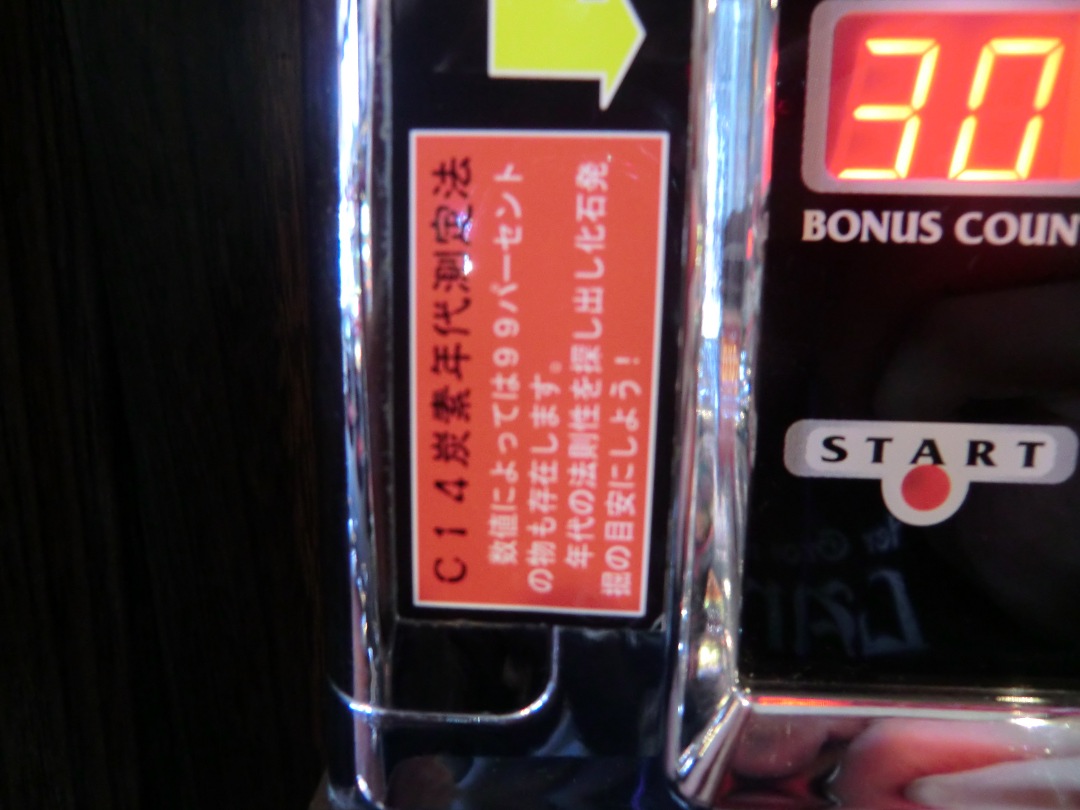 C14炭素年代測定法
数値によっては99パーセント
の物も存在します。
年代の法則性を探し出し化石発
掘の目安にしよう！
30
BONUS COUN
START